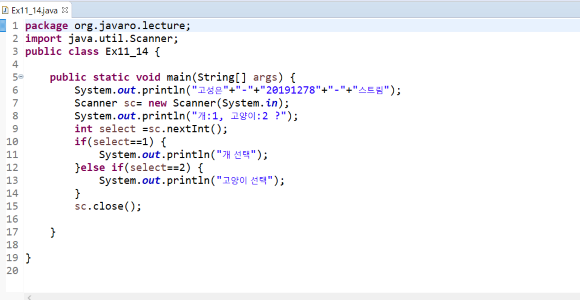 Ex11_14.java
1 package org.javaro.lecture;
2 import java.util.Scanner;
3 public class Ex11_14 {
4
5 public static void main(String[] args) {
6 System.out.println("고성은"+"-"+"20191278"+"-"+"스트림");
7 Scanner sc= new Scanner(System.in);
8 System.out.println("개:1, 고양이:2 ?");
9 int select =sc.nextInt();
10 if(select==1) {
11 System.out.println("개 선택");
12 }else if(select==2) {
13 System.out.println("고양이 선택");
14 }
15 sc.close();
16
17 }
18
19 }
20